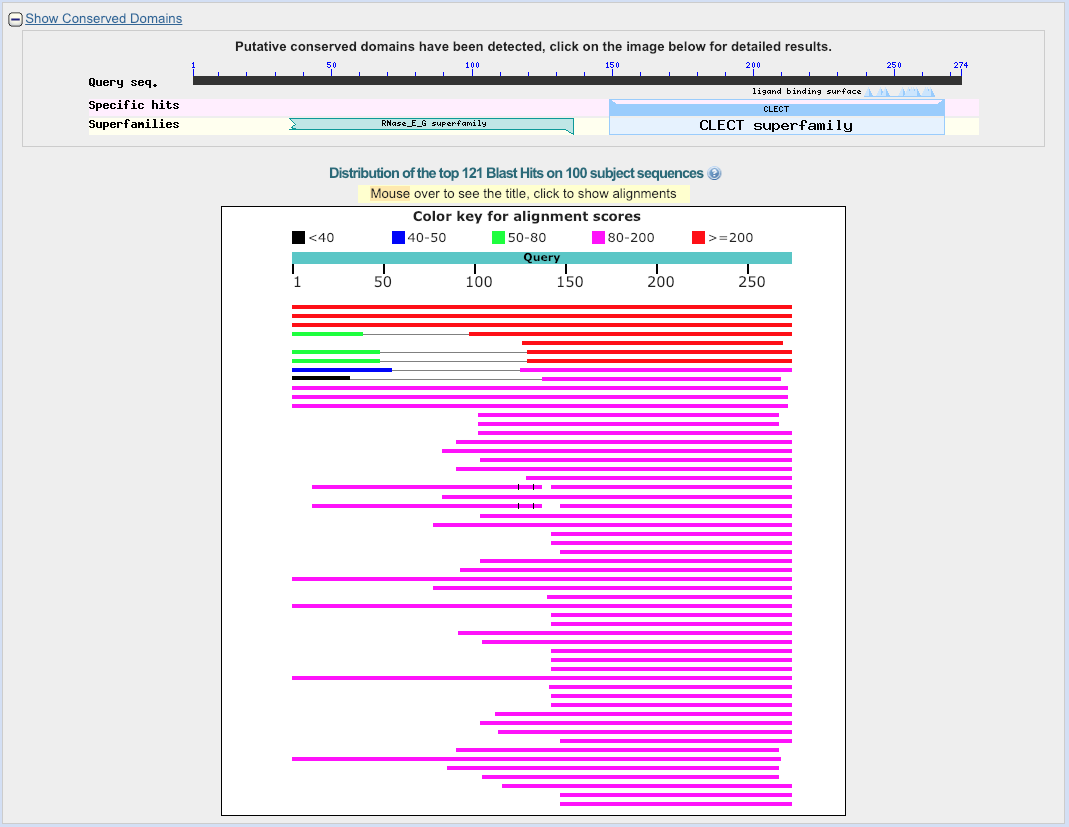 Show Conserved Domains
Putative conserved domains have been detected, click on the image below for detailed results.
1 50 100 150 200 250 274
Query seq.
ligand binding surface
Specific hits CLECT
Superfamilies RNase_E_G superfamily CLECT superfamily
Distribution of the top 121 Blast Hits on 100 subject sequences ?
Mouse over to see the title, click to show alignments
Color key for alignment scores
<40 40-50 50-80 80-200 >=200
Query
1 50 100 150 200 250